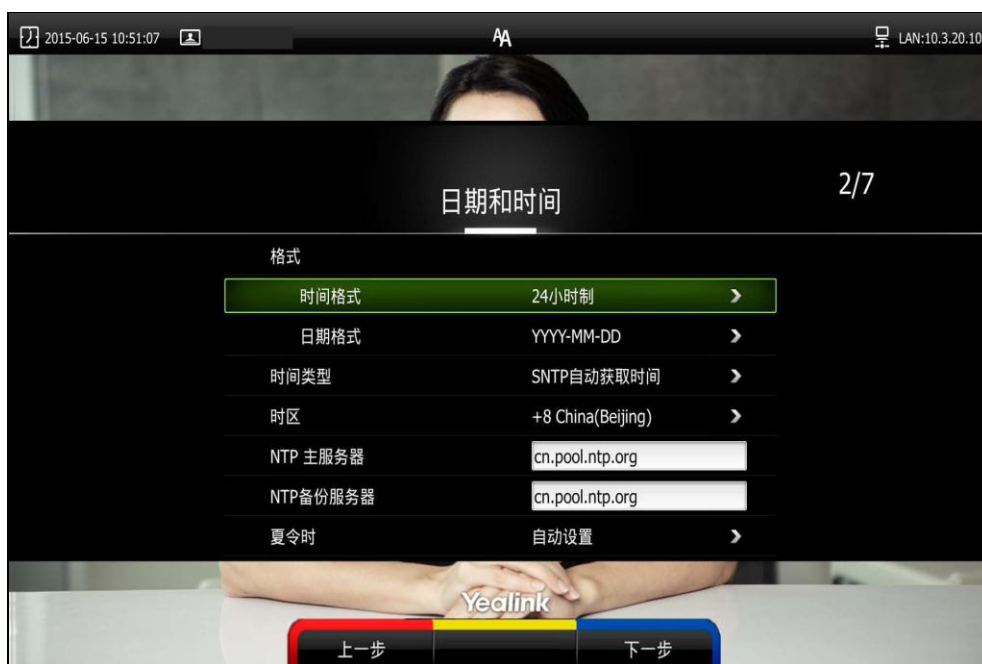 2015-06-15 10:51:07
AA
LAN:10.3.20.10
日期和时间
2/7
格式
时间格式 24小时制
日期格式 YYYY-MM-DD
时间类型 SNTP自动获取时间
时区 +8 China(Beijing)
NTP 主服务器 cn.pool.ntp.org
NTP备份服务器 cn.pool.ntp.org
夏令时 自动设置
Yealink
上一步 下一步